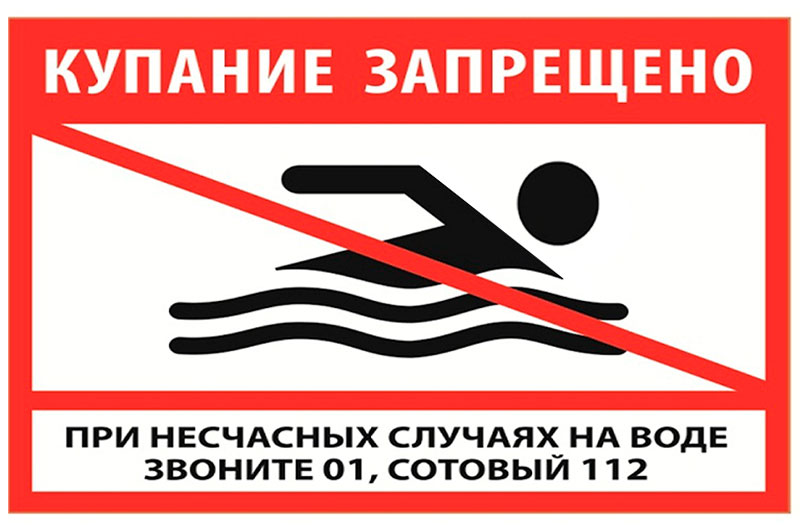 КУПАНИЕ ЗАПРЕЩЕНО
ПРИ НЕСЧАСНЫХ СЛУЧАЯХ НА ВОДЕ
ЗВОНИТЕ 01, СОТОВЫЙ 112